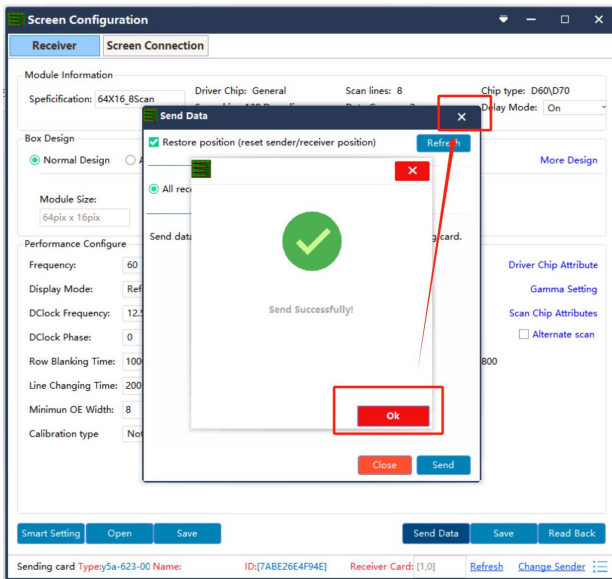 Screen Configuration
Receiver
Screen Connection
Module Information
Speficification: 64X16_8Scan
Driver Chip: General
Scan lines: 8
Chip type: D60\D70
Delay Mode: On
Send Data
Restore position (reset sender/receiver position)
Refresh
Box Design
Normal Design
More Design
All rec
Module Size:
64pix x 16pix
Send data
g card.
Send Successfully!
Ok
Close
Send
Performance Configure
Frequency: 60
Driver Chip Attribute
Display Mode: Ref
Gamma Setting
DClock Frequency: 12.5
Scan Chip Attributes
DClock Phase: 0
Alternate scan
Row Blanking Time: 100
800
Line Changing Time: 200
Minimun OE Width: 8
Calibration type Not
Smart Setting
Open
Save
Send Data
Save
Read Back
Sending card Type:y5a-623-00 Name:
ID:[7ABE26E4F94E]
Receiver Card: [1,0]
Refresh
Change Sender